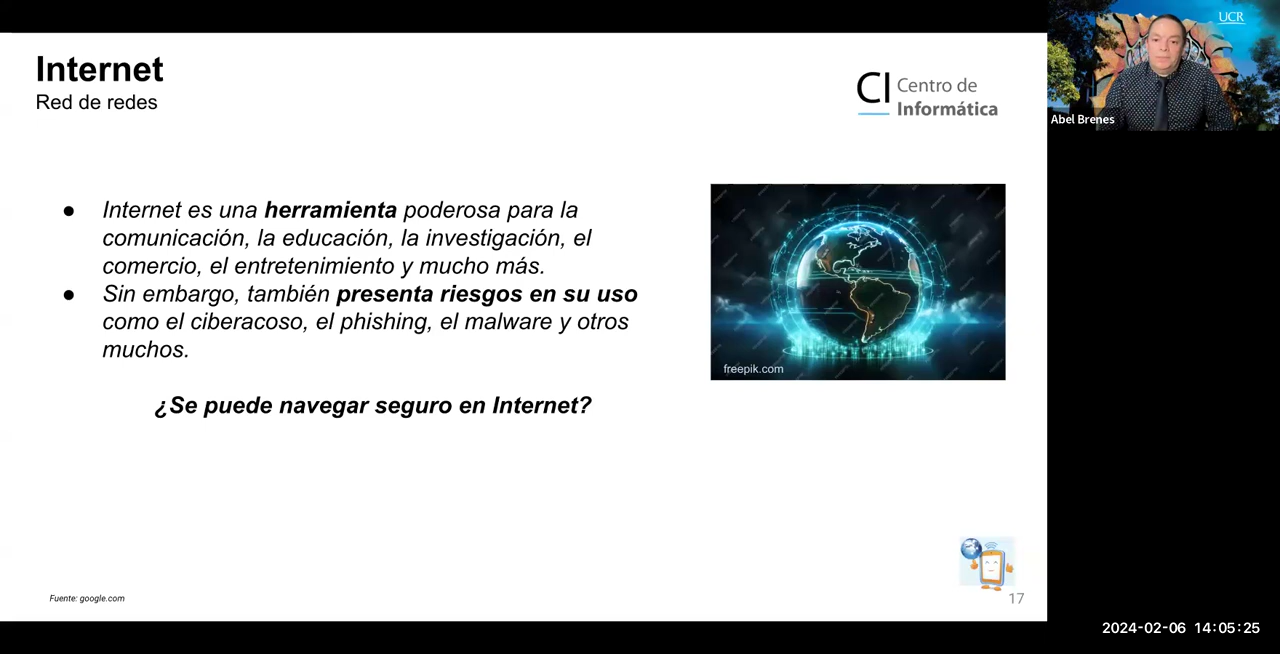 Internet
Red de redes
CI Centro de
Informática
UCR
Abel Brenes
● Internet es una herramienta poderosa para la
comunicación, la educación, la investigación, el
comercio, el entretenimiento y mucho más.
● Sin embargo, también presenta riesgos en su uso
como el ciberacoso, el phishing, el malware y otros
muchos.
¿Se puede navegar seguro en Internet?
freepik.com
Fuente: google.com
17
2024-02-06 14:05:25